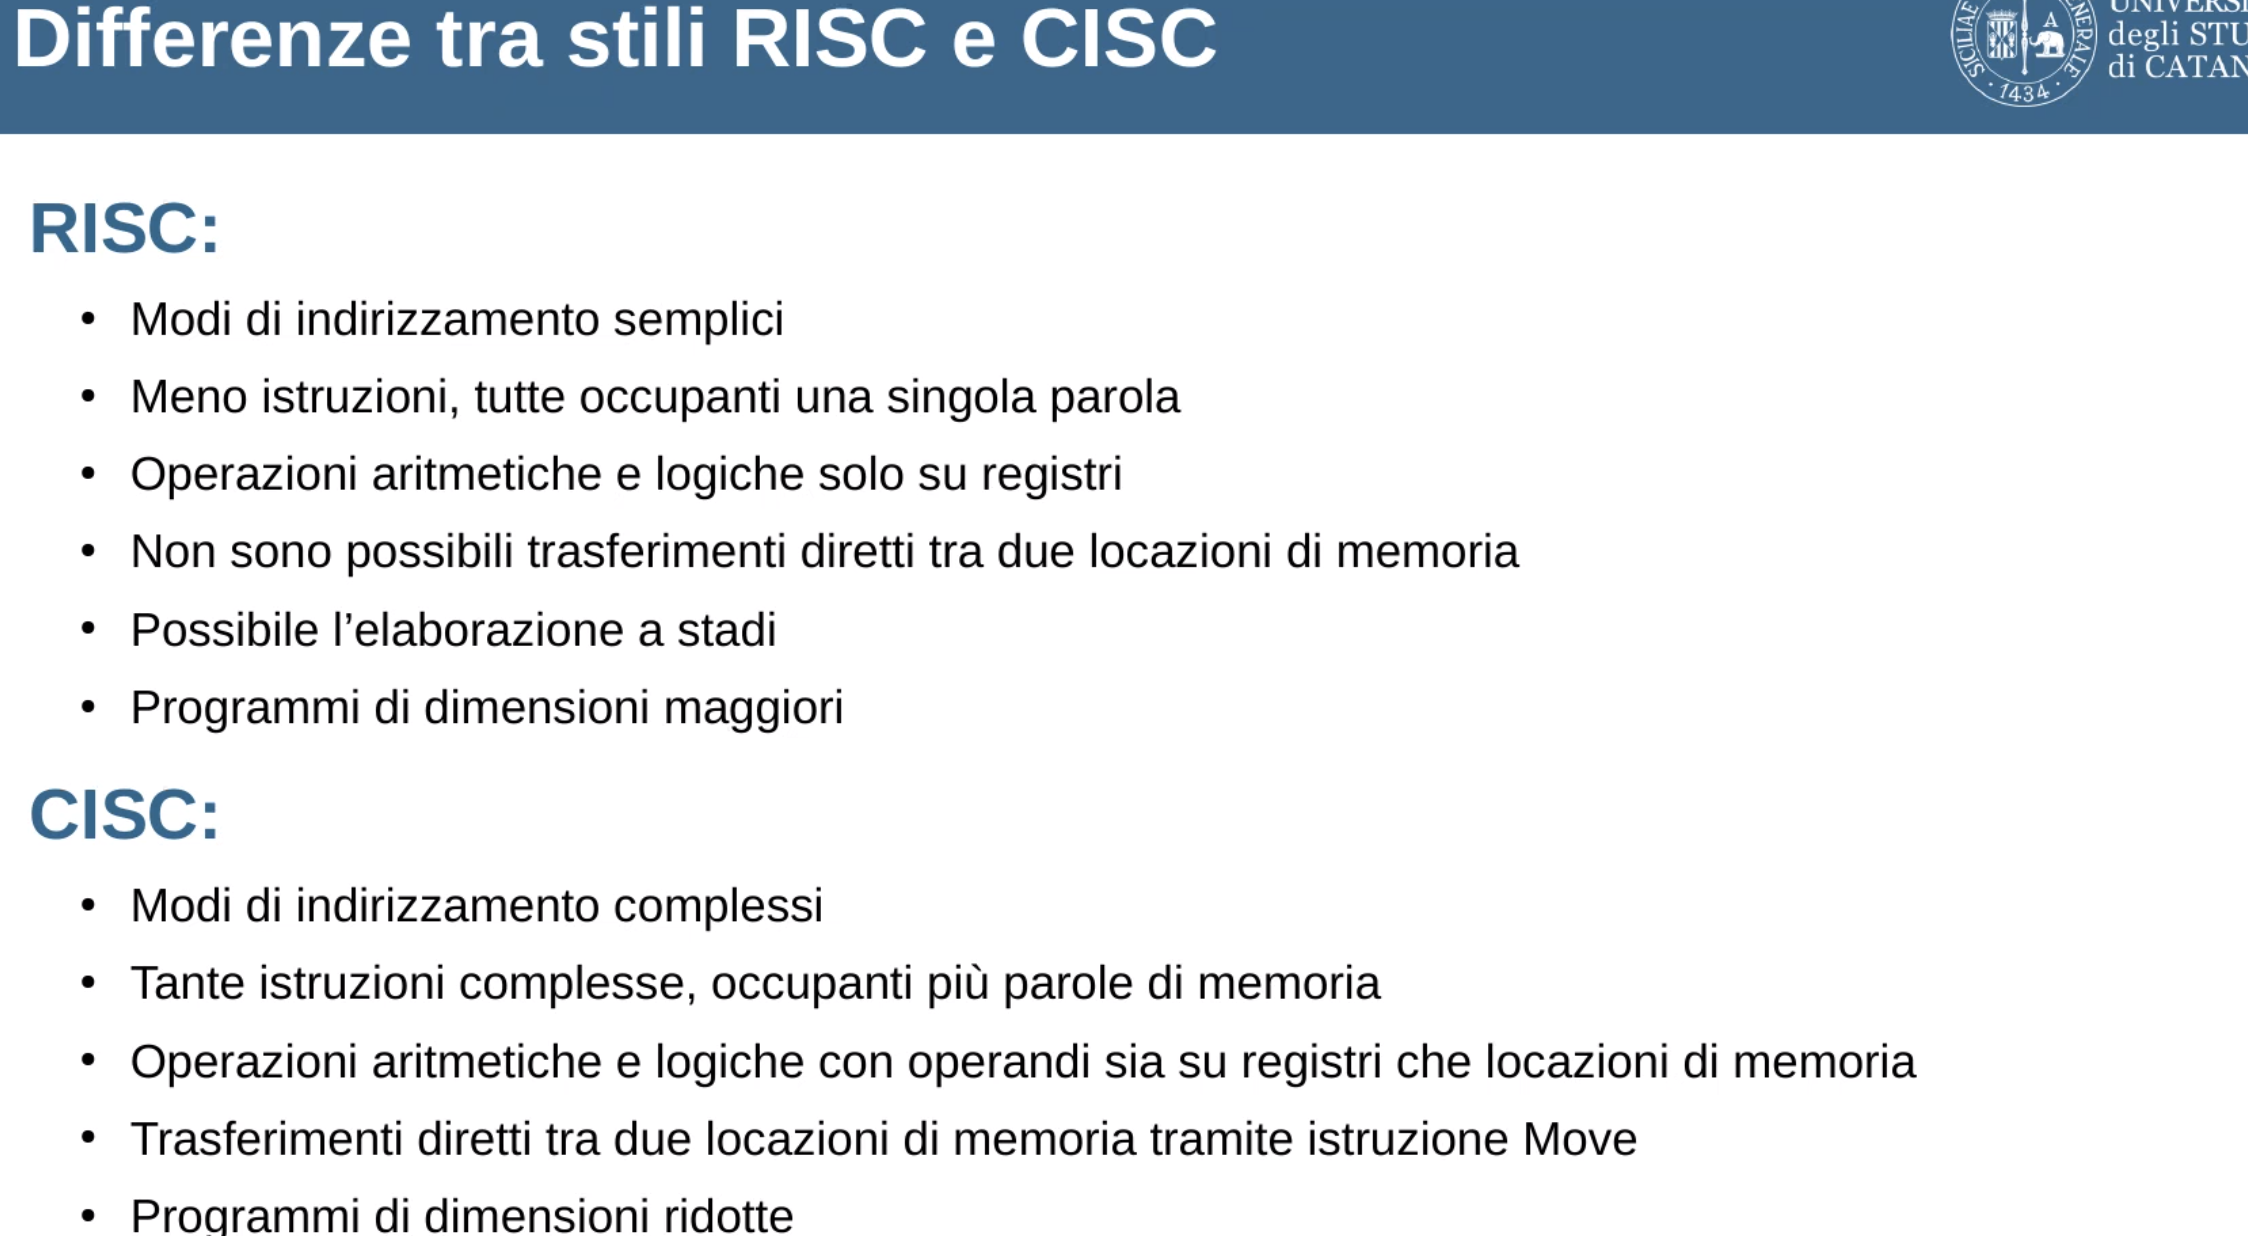 Differenze tra stili RISC e CISC
degli STU
di CATAN
SICILIAE
GENERALE
A
· 1434 ·
RISC:
• Modi di indirizzamento semplici
• Meno istruzioni, tutte occupanti una singola parola
• Operazioni aritmetiche e logiche solo su registri
• Non sono possibili trasferimenti diretti tra due locazioni di memoria
• Possibile l’elaborazione a stadi
• Programmi di dimensioni maggiori
CISC:
• Modi di indirizzamento complessi
• Tante istruzioni complesse, occupanti più parole di memoria
• Operazioni aritmetiche e logiche con operandi sia su registri che locazioni di memoria
• Trasferimenti diretti tra due locazioni di memoria tramite istruzione Move
• Programmi di dimensioni ridotte